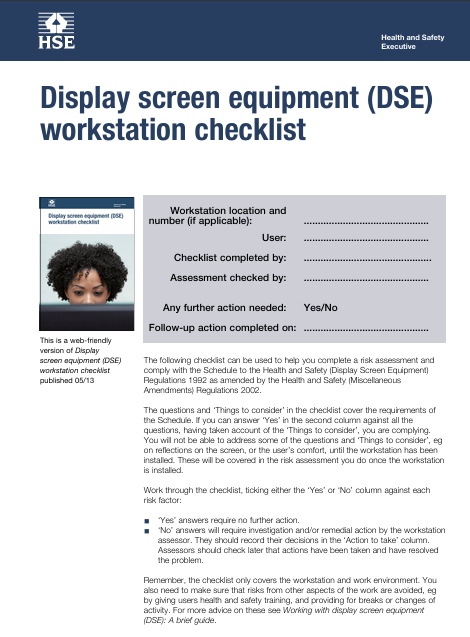 HSE
Health and Safety
Executive
Display screen equipment (DSE)
workstation checklist
Display screen equipment (DSE)
workstation checklist
This is a web-friendly
version of Display
screen equipment (DSE)
workstation checklist
published 05/13
Workstation location and
number (if applicable): .............................................
User: .............................................
Checklist completed by: ..............................................
Assessment checked by: .............................................
Any further action needed: Yes/No
Follow-up action completed on: .............................................
The following checklist can be used to help you complete a risk assessment and
comply with the Schedule to the Health and Safety (Display Screen Equipment)
Regulations 1992 as amended by the Health and Safety (Miscellaneous
Amendments) Regulations 2002.
The questions and ‘Things to consider’ in the checklist cover the requirements of
the Schedule. If you can answer ‘Yes’ in the second column against all the
questions, having taken account of the ‘Things to consider’, you are complying.
You will not be able to address some of the questions and ‘Things to consider’, eg
on reflections on the screen, or the user’s comfort, until the workstation has been
installed. These will be covered in the risk assessment you do once the workstation
is installed.
Work through the checklist, ticking either the ‘Yes’ or ‘No’ column against each
risk factor:
■ ‘Yes’ answers require no further action.
■ ‘No’ answers will require investigation and/or remedial action by the workstation
assessor. They should record their decisions in the ‘Action to take’ column.
Assessors should check later that actions have been taken and have resolved
the problem.
Remember, the checklist only covers the workstation and work environment. You
also need to make sure that risks from other aspects of the work are avoided, eg
by giving users health and safety training, and providing for breaks or changes of
activity. For more advice on these see Working with display screen equipment
(DSE): A brief guide.